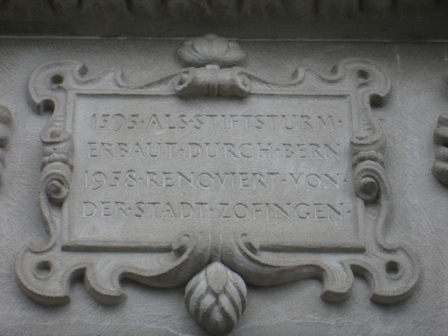 1595·ALS·STIFTSTURM·
ERBAUT·DURCH·BERN
1958·RENOVIERT·VON·
DER·STADT·ZOFINGEN·